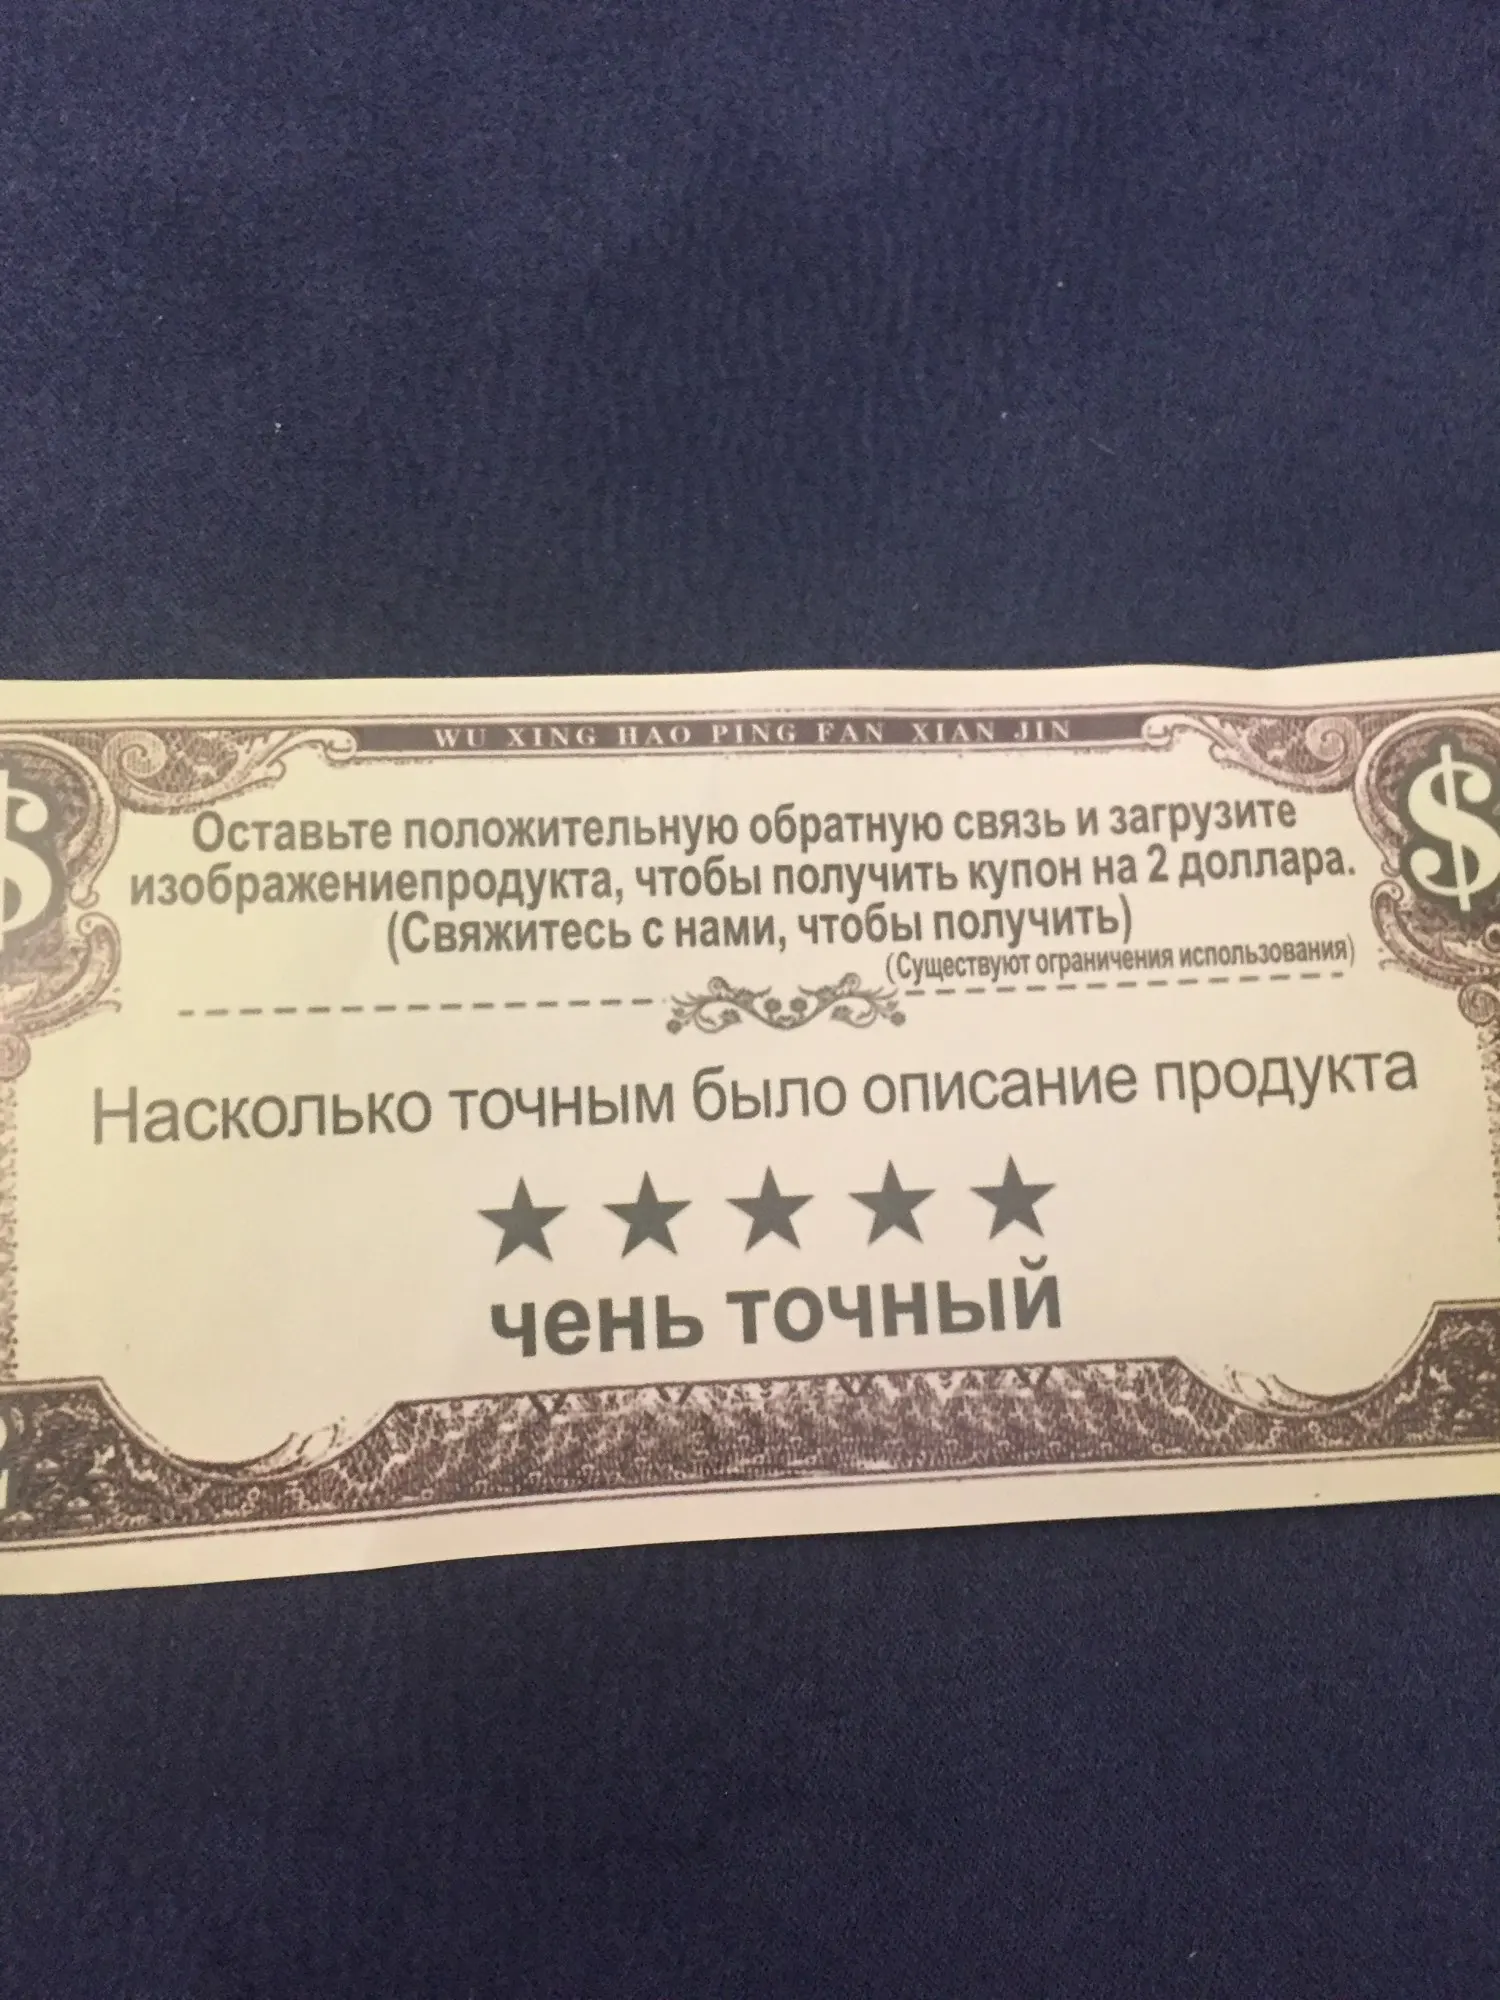 WU XING HAO PING FAN XIAN JIN
$ $
Оставьте положительную обратную связь и загрузите
изображениепродукта, чтобы получить купон на 2 доллара.
(Свяжитесь с нами, чтобы получить)
(Существуют ограничения использования)
Насколько точным было описание продукта
★ ★ ★ ★ ★
чень точный